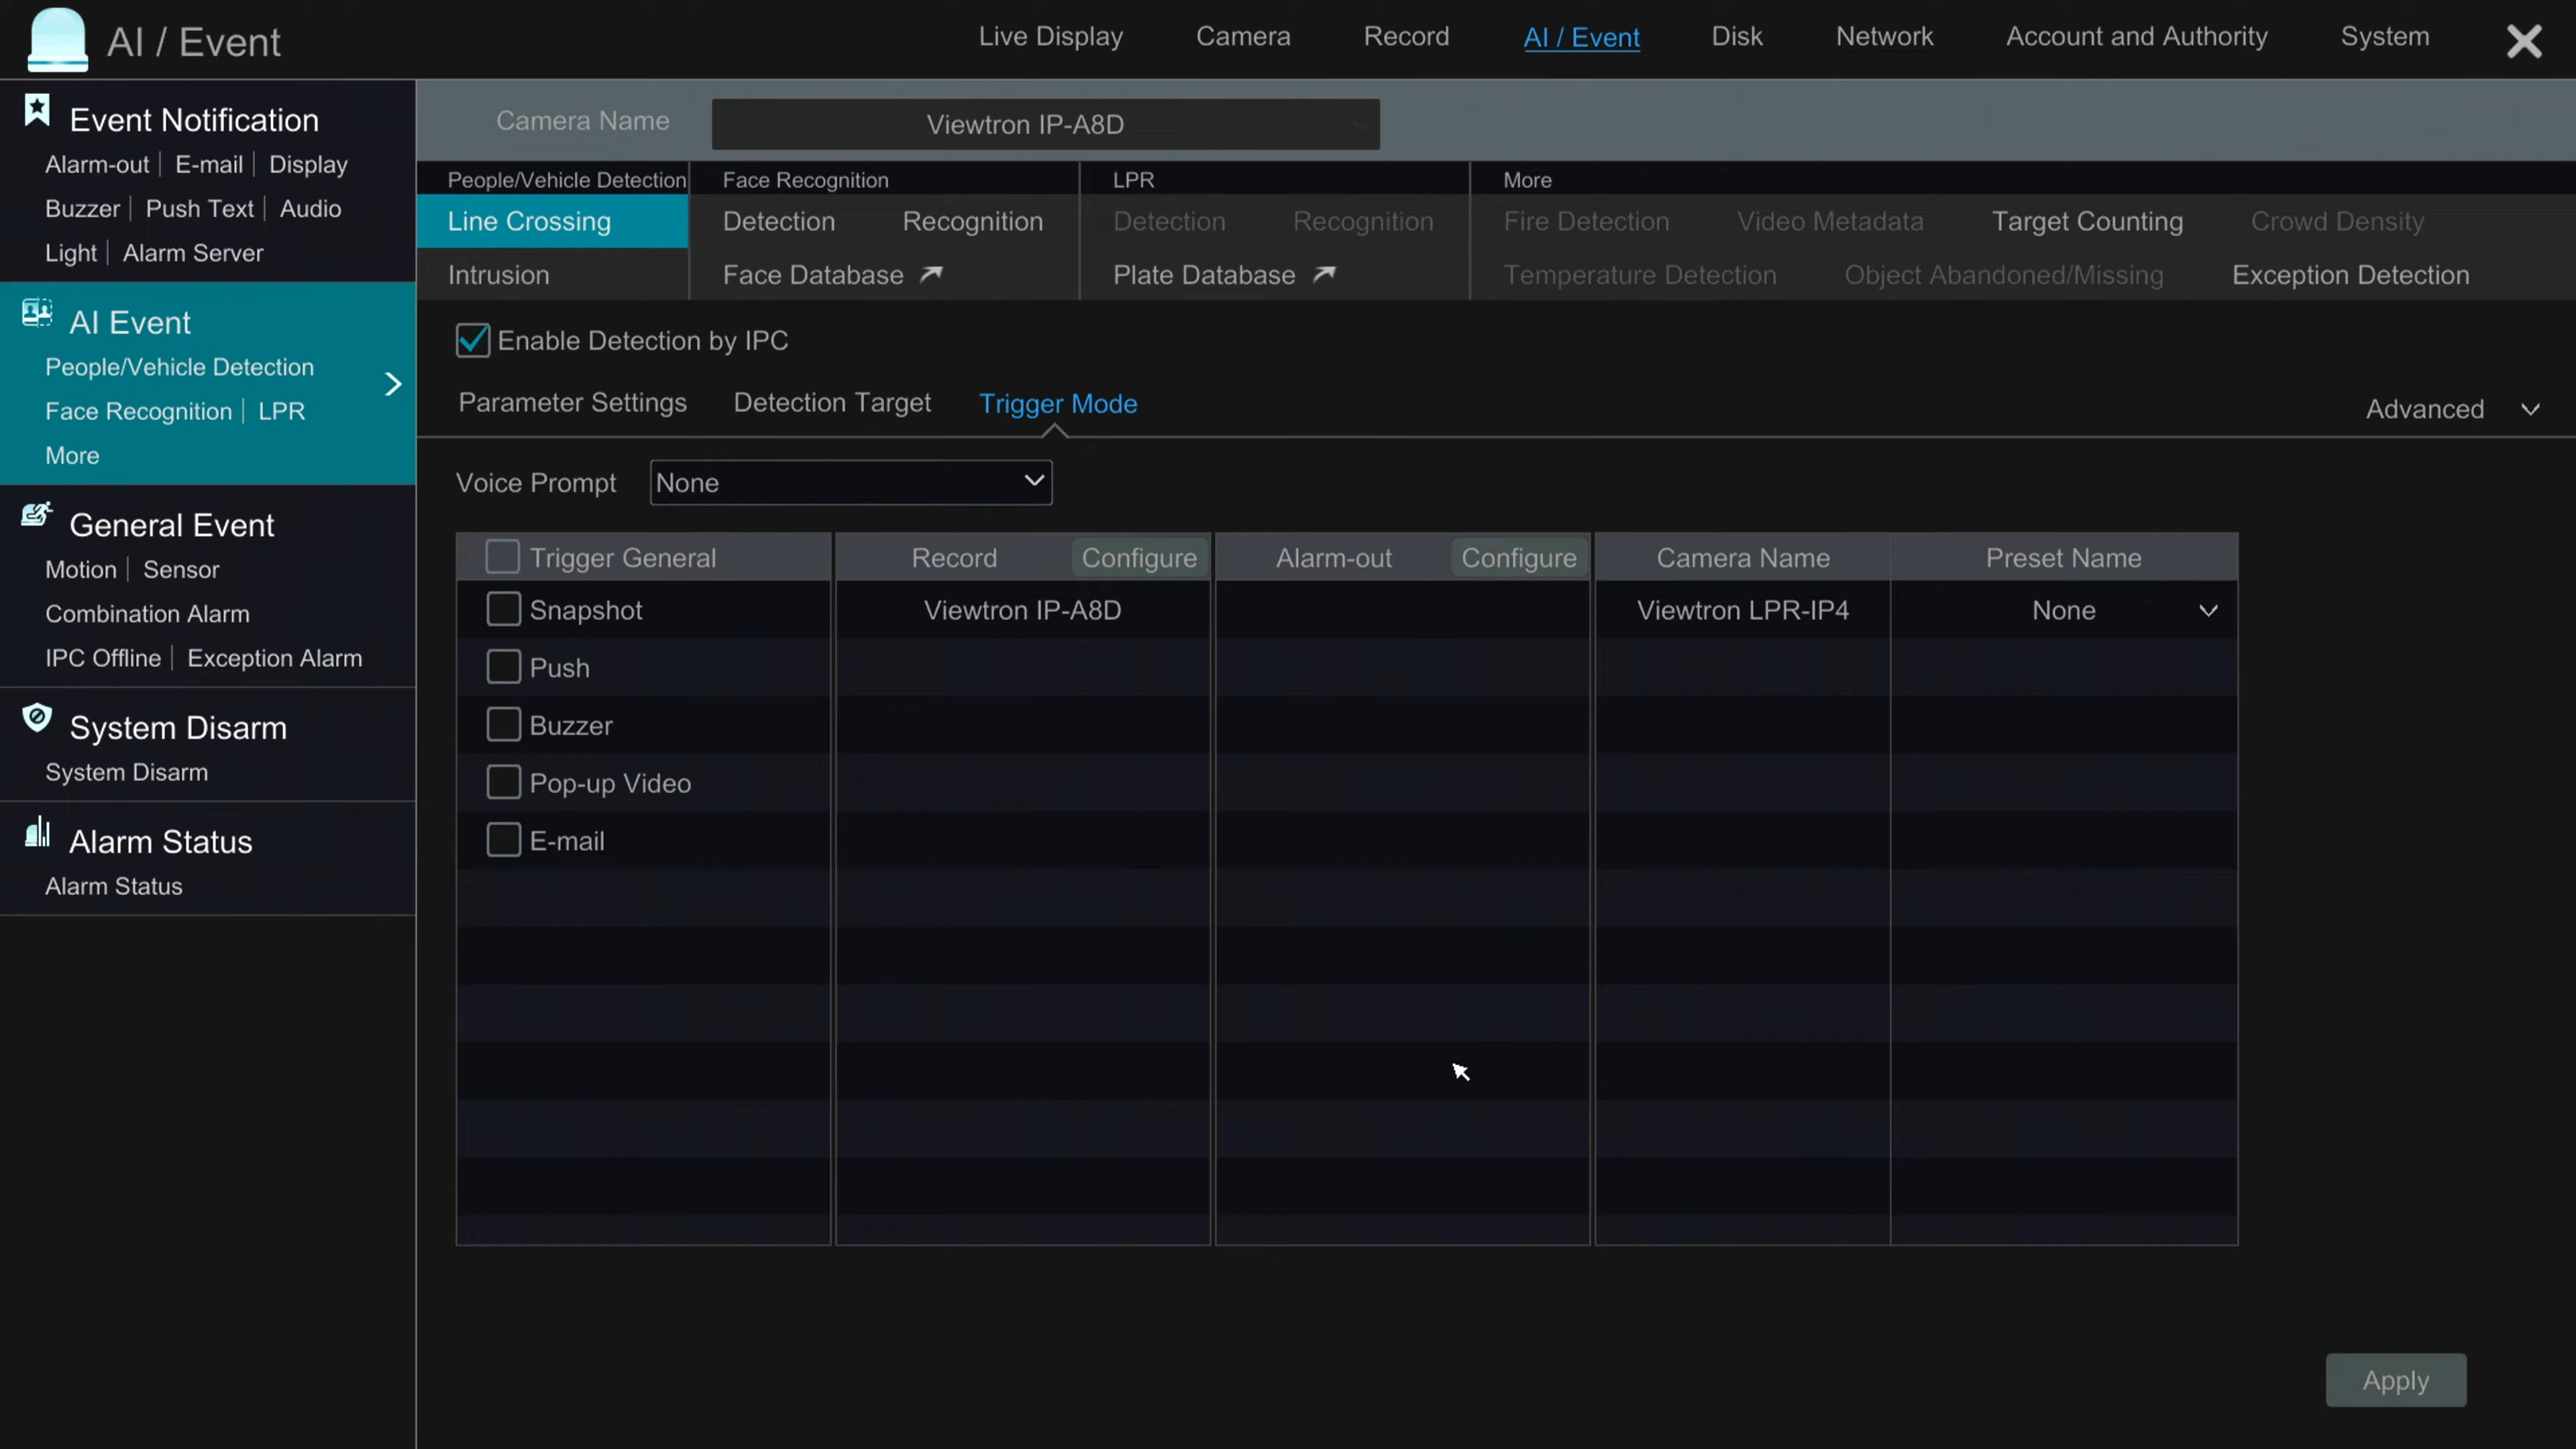 AI / Event
Live Display Camera Record AI / Event Disk Network Account and Authority System
Event Notification
Alarm-out E-mail Display
Buzzer Push Text Audio
Light Alarm Server
AI Event
People/Vehicle Detection
Face Recognition LPR
More
General Event
Motion Sensor
Combination Alarm
IPC Offline Exception Alarm
System Disarm
System Disarm
Alarm Status
Alarm Status
Camera Name Viewtron IP-A8D
People/Vehicle Detection Face Recognition LPR More
Line Crossing Detection Recognition Detection Recognition Fire Detection Video Metadata Target Counting Crowd Density
Intrusion Face Database Plate Database Temperature Detection Object Abandoned/Missing Exception Detection
Enable Detection by IPC
Parameter Settings Detection Target Trigger Mode Advanced
Voice Prompt None
Trigger General Record Configure Alarm-out Configure Camera Name Preset Name
Snapshot Viewtron IP-A8D Viewtron LPR-IP4 None
Push
Buzzer
Pop-up Video
E-mail
Apply